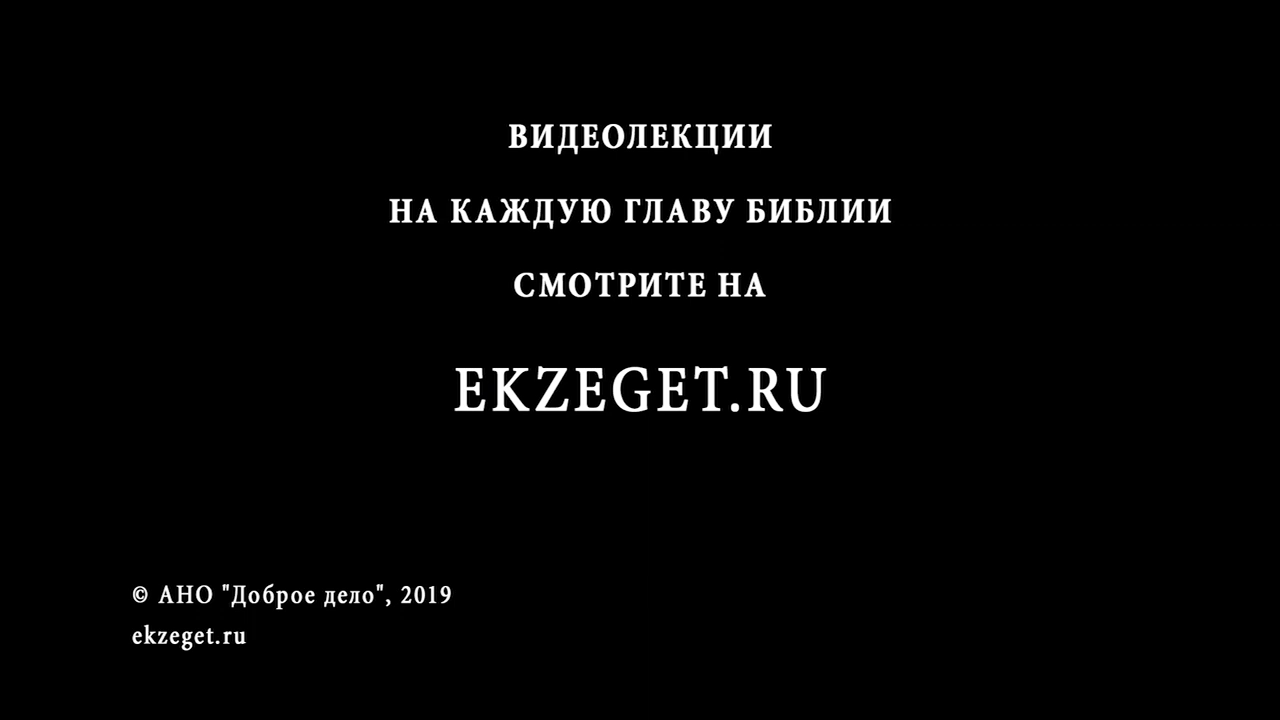 ВИДЕОЛЕКЦИИ
НА КАЖДУЮ ГЛАВУ БИБЛИИ
СМОТРИТЕ НА
EKZEGET.RU
© АНО "Доброе дело", 2019
ekzeget.ru